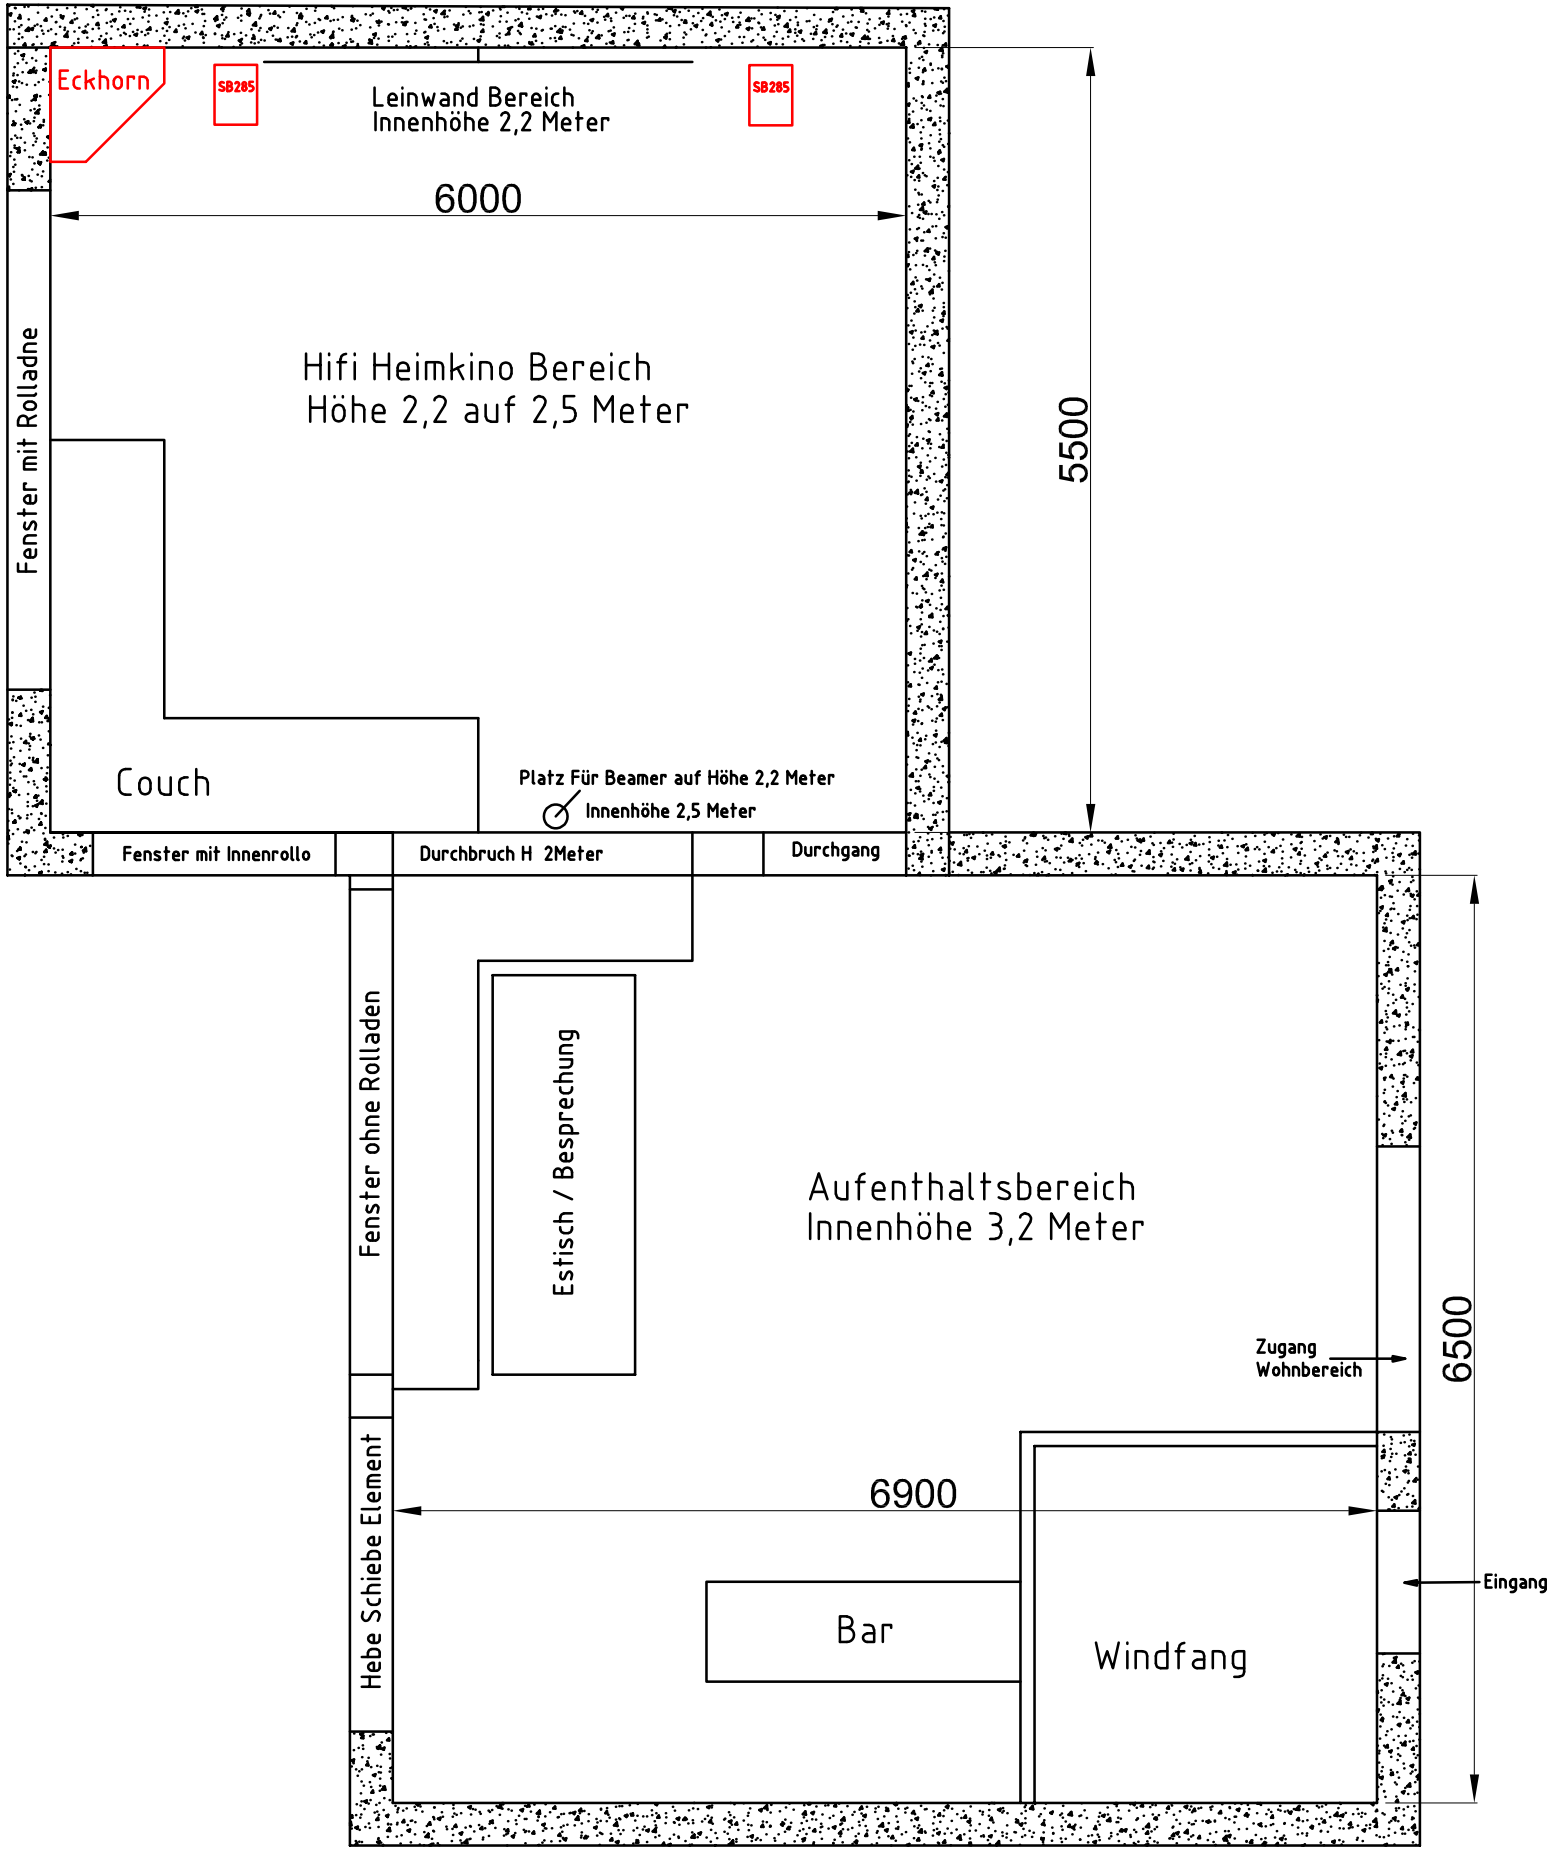 Eckhorn
SB285
Leinwand Bereich
Innenhöhe 2,2 Meter
SB285
6000
Fenster mit Rolladne
Hifi Heimkino Bereich
Höhe 2,2 auf 2,5 Meter
5500
Couch
Platz Für Beamer auf Höhe 2,2 Meter
Innenhöhe 2,5 Meter
Fenster mit Innenrollo
Durchbruch H 2Meter
Durchgang
Fenster ohne Rolladen
Estisch / Besprechung
Aufenthaltsbereich
Innenhöhe 3,2 Meter
Zugang
Wohnbereich
6500
Hebe Schiebe Element
6900
Eingang
Bar
Windfang